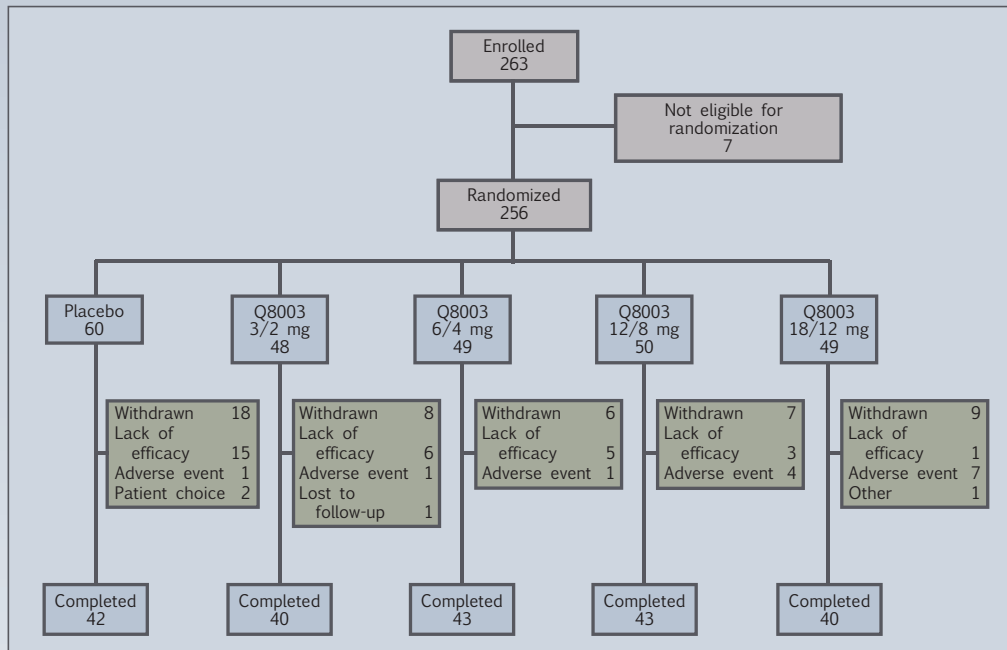 Enrolled
263
Not eligible for
randomization
7
Randomized
256
Placebo
60
Q8003
3/2 mg
48
Q8003
6/4 mg
49
Q8003
12/8 mg
50
Q8003
18/12 mg
49
Withdrawn 18
Lack of
efficacy 15
Adverse event 1
Patient choice 2
Withdrawn 8
Lack of
efficacy 6
Adverse event 1
Lost to
follow-up 1
Withdrawn 6
Lack of
efficacy 5
Adverse event 1
Withdrawn 7
Lack of
efficacy 3
Adverse event 4
Withdrawn 9
Lack of
efficacy 1
Adverse event 7
Other 1
Completed
42
Completed
40
Completed
43
Completed
43
Completed
40